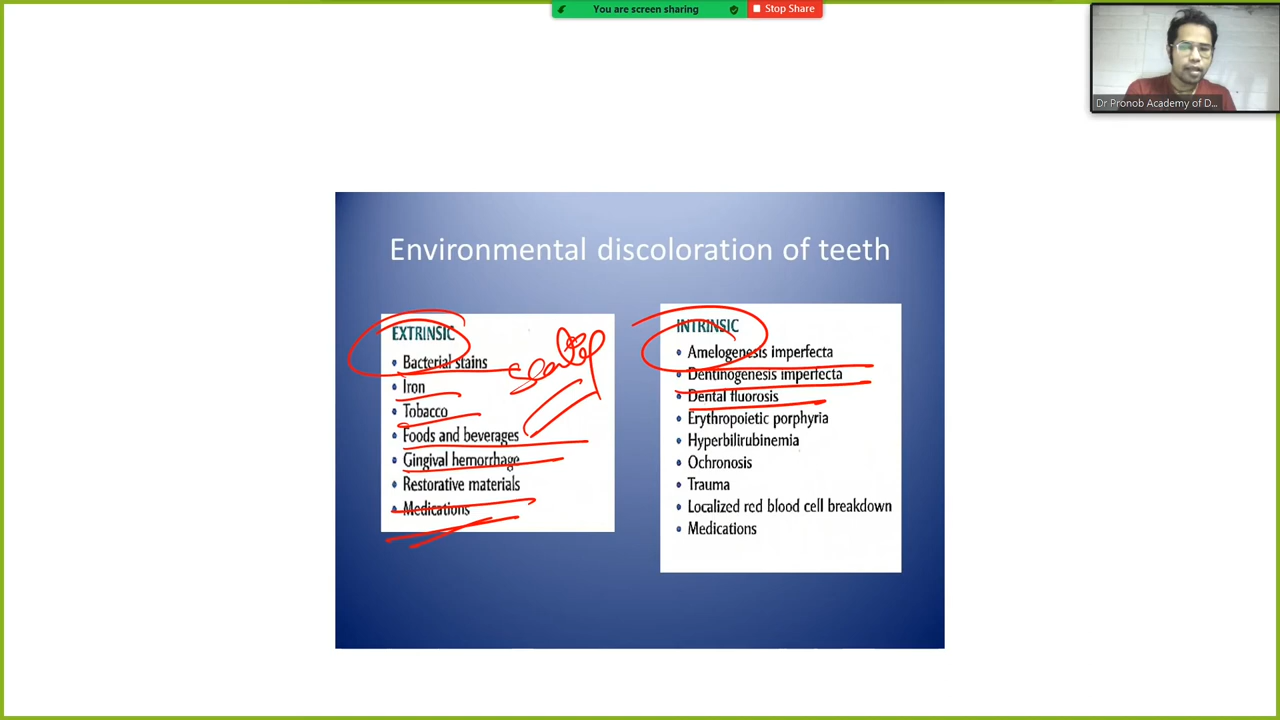 You are screen sharing
Stop Share
Dr Pronob Academy of D...
Environmental discoloration of teeth
EXTRINSIC
• Bacterial stains
• Iron
• Tobacco
• Foods and beverages
• Gingival hemorrhage
• Restorative materials
• Medications
INTRINSIC
• Amelogenesis imperfecta
• Dentinogenesis imperfecta
• Dental fluorosis
• Erythropoietic porphyria
• Hyperbilirubinemia
• Ochronosis
• Trauma
• Localized red blood cell breakdown
• Medications